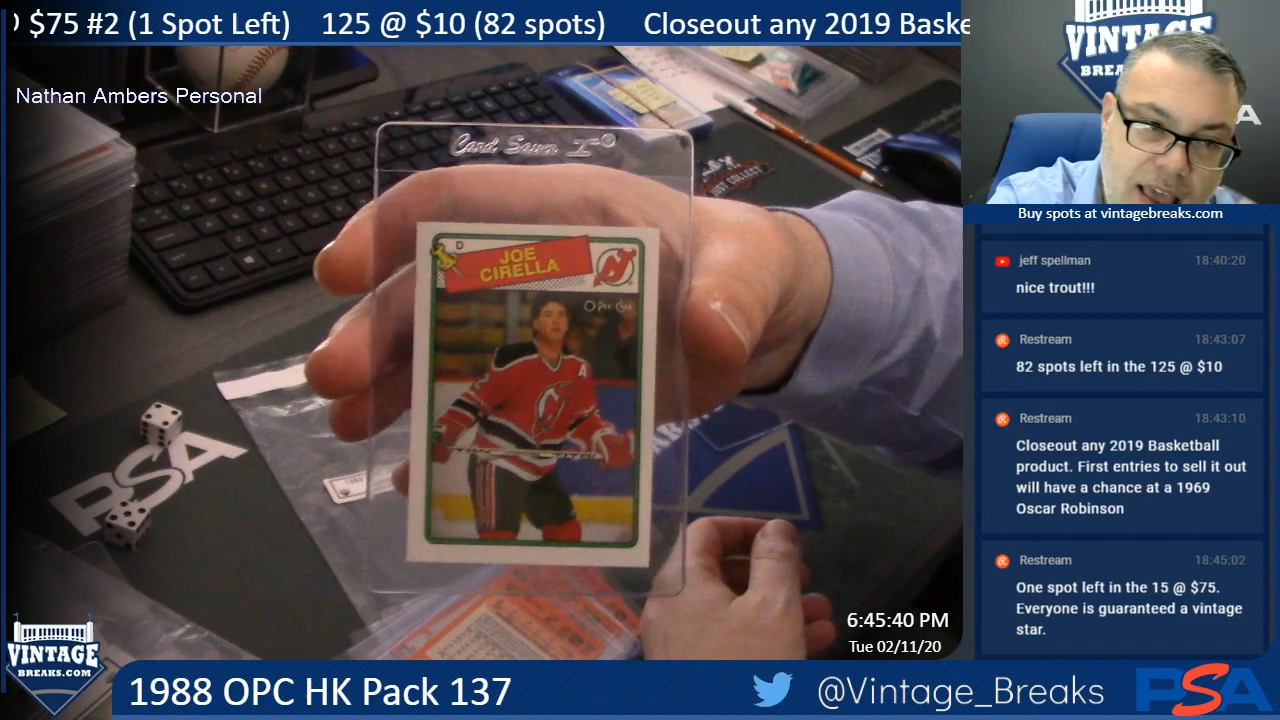 $75 #2 (1 Spot Left) 125 @ $10 (82 spots) Closeout any 2019 Baske
Nathan Ambers Personal
Card Saver I®
JUST COLLECT
D
JOE
CIRELLA
O-Pee-Chee
A
PSA
1988
VINTAGE
BREAKS.COM
6:45:40 PM
Tue 02/11/20
1988 OPC HK Pack 137
@Vintage_Breaks
PSA
VINTAGE
BREA
A
Buy spots at vintagebreaks.com
jeff spellman 18:40:20
nice trout!!!
Restream 18:43:07
82 spots left in the 125 @ $10
Restream 18:43:10
Closeout any 2019 Basketball
product. First entries to sell it out
will have a chance at a 1969
Oscar Robinson
Restream 18:45:02
One spot left in the 15 @ $75.
Everyone is guaranteed a vintage
star.